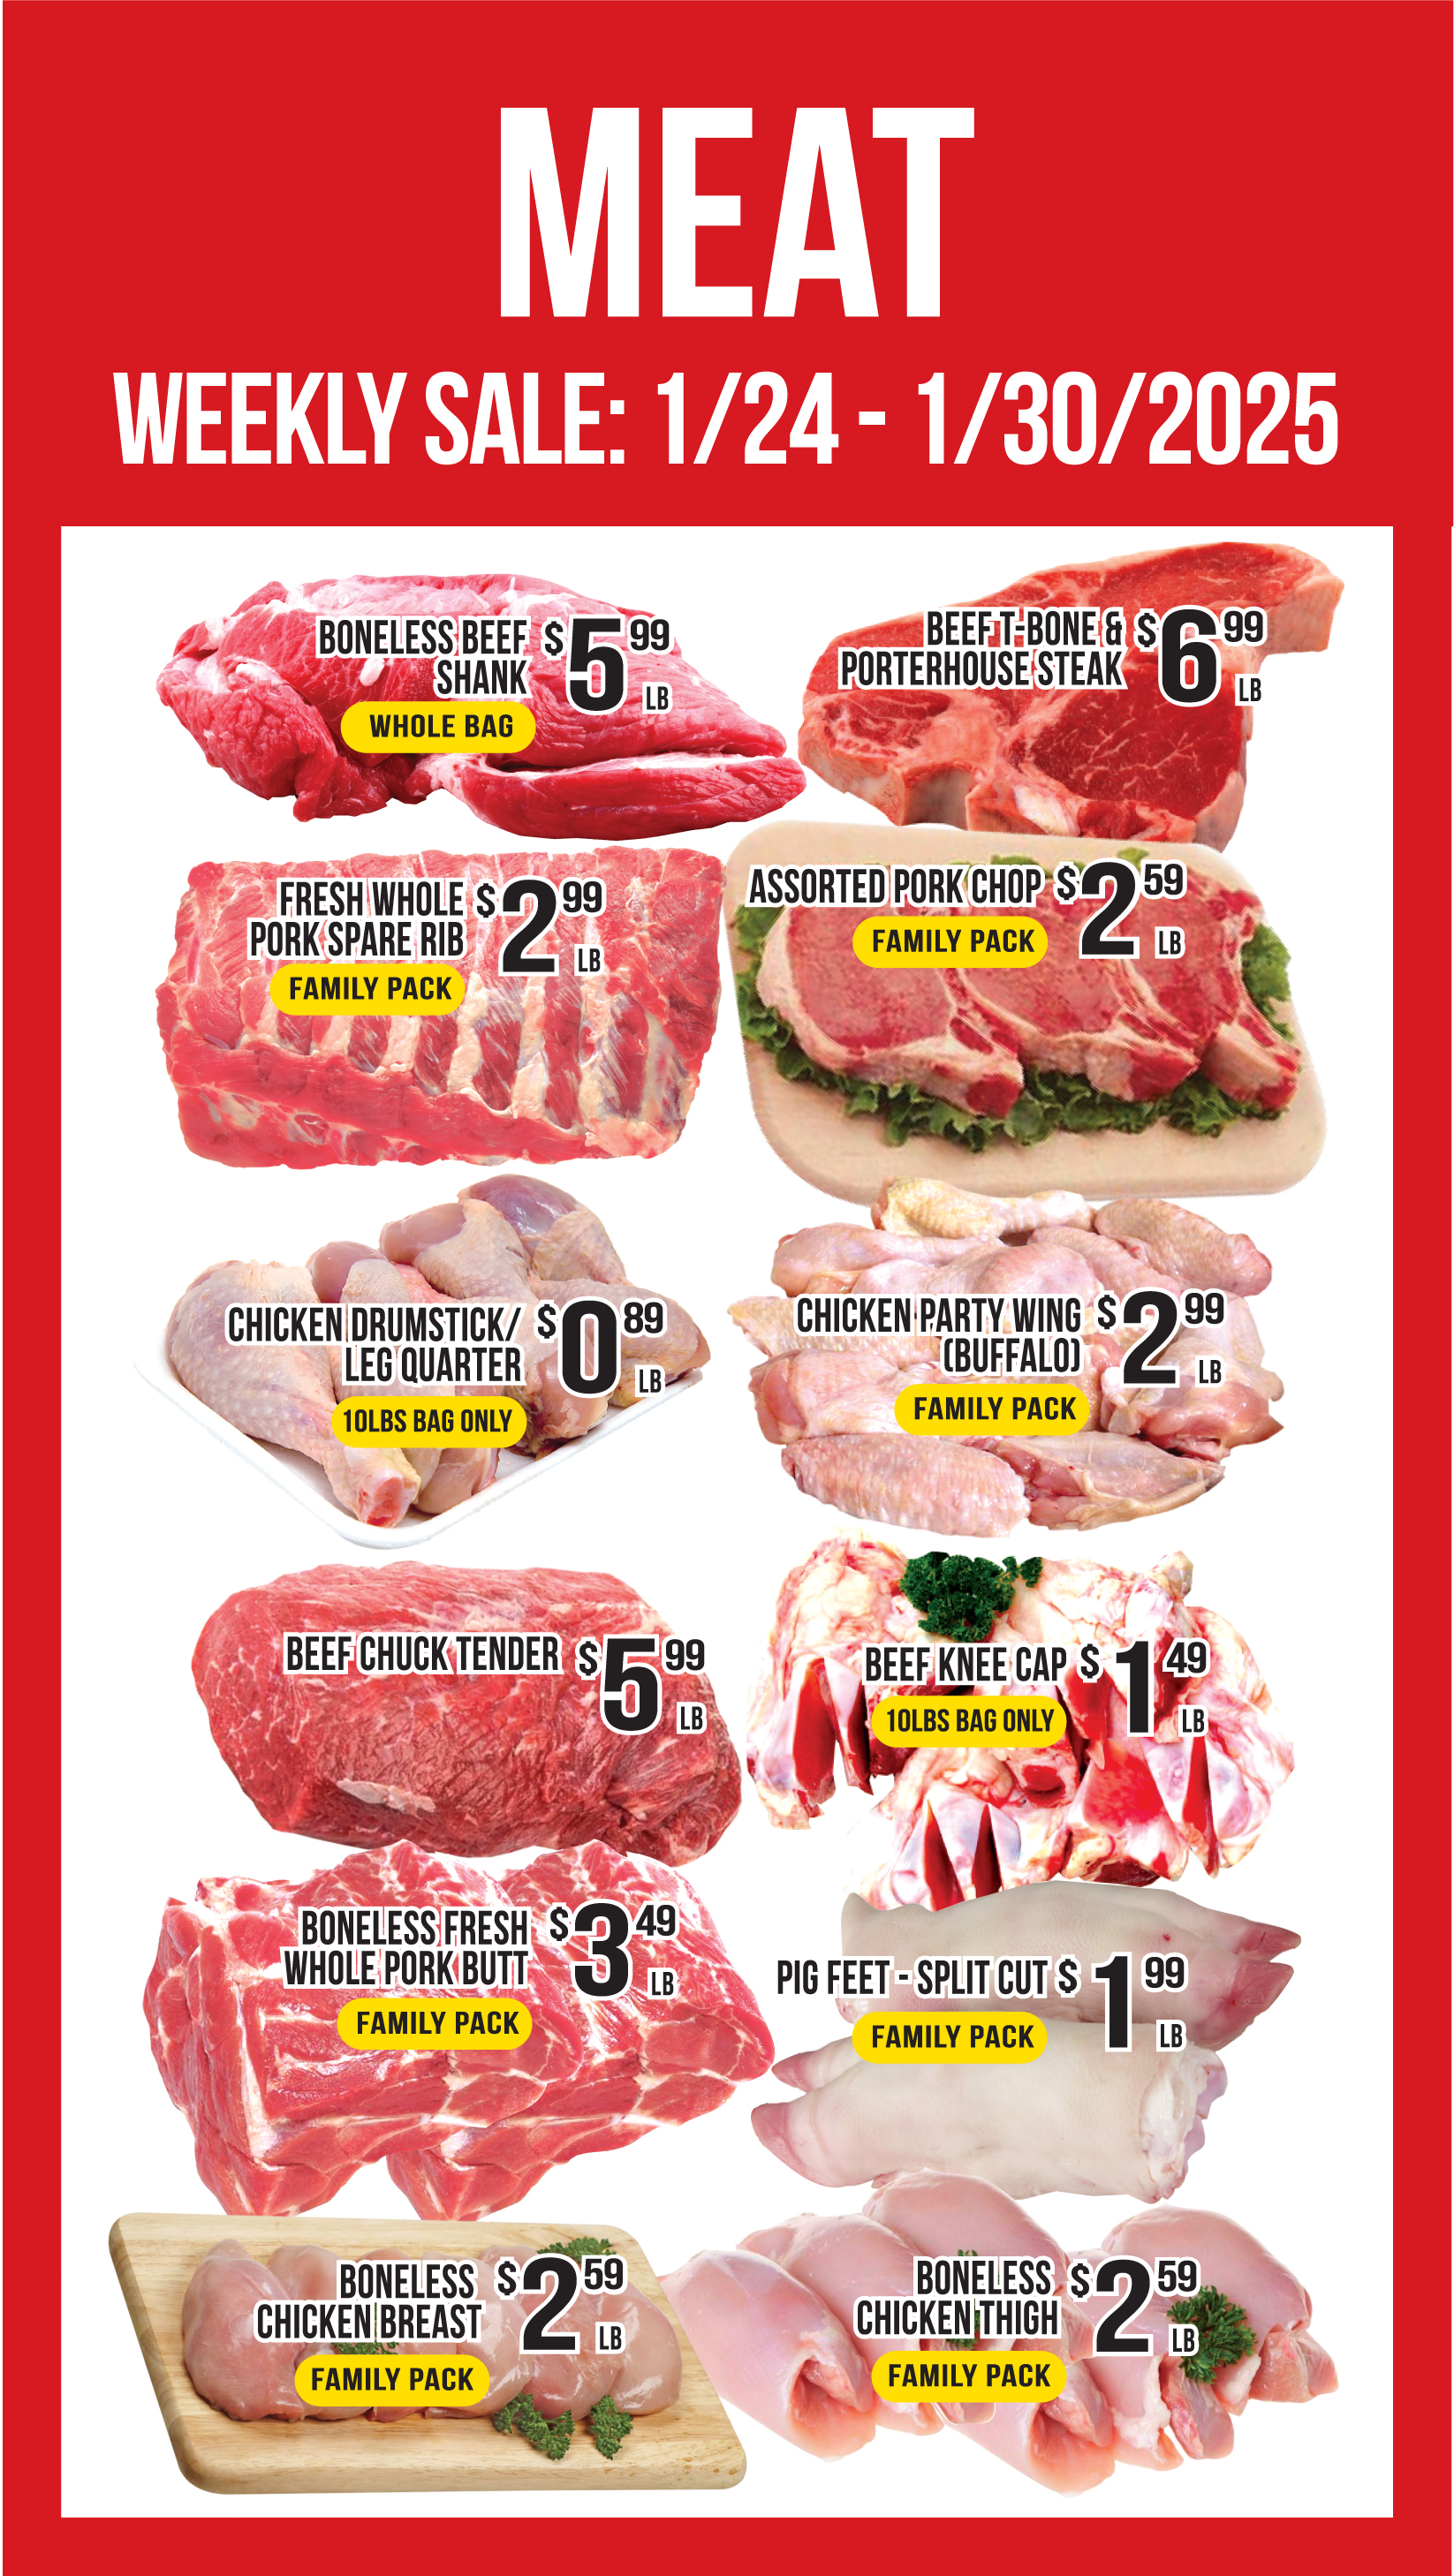 MEAT
WEEKLY SALE: 1/24 - 1/30/2025
BONELESS BEEF
SHANK
WHOLE BAG
$5 99
LB
BEEF T-BONE &
PORTERHOUSE STEAK
$6 99
LB
FRESH WHOLE
PORK SPARE RIB
FAMILY PACK
$2 99
LB
ASSORTED PORK CHOP
FAMILY PACK
$2 59
LB
CHICKEN DRUMSTICK/
LEG QUARTER
10LBS BAG ONLY
$0 89
LB
CHICKEN PARTY WING
(BUFFALO)
FAMILY PACK
$2 99
LB
BEEF CHUCK TENDER
$5 99
LB
BEEF KNEE CAP
10LBS BAG ONLY
$1 49
LB
BONELESS FRESH
WHOLE PORK BUTT
FAMILY PACK
$3 49
LB
PIG FEET - SPLIT CUT
FAMILY PACK
$1 99
LB
BONELESS
CHICKEN BREAST
FAMILY PACK
$2 59
LB
BONELESS
CHICKEN THIGH
FAMILY PACK
$2 59
LB